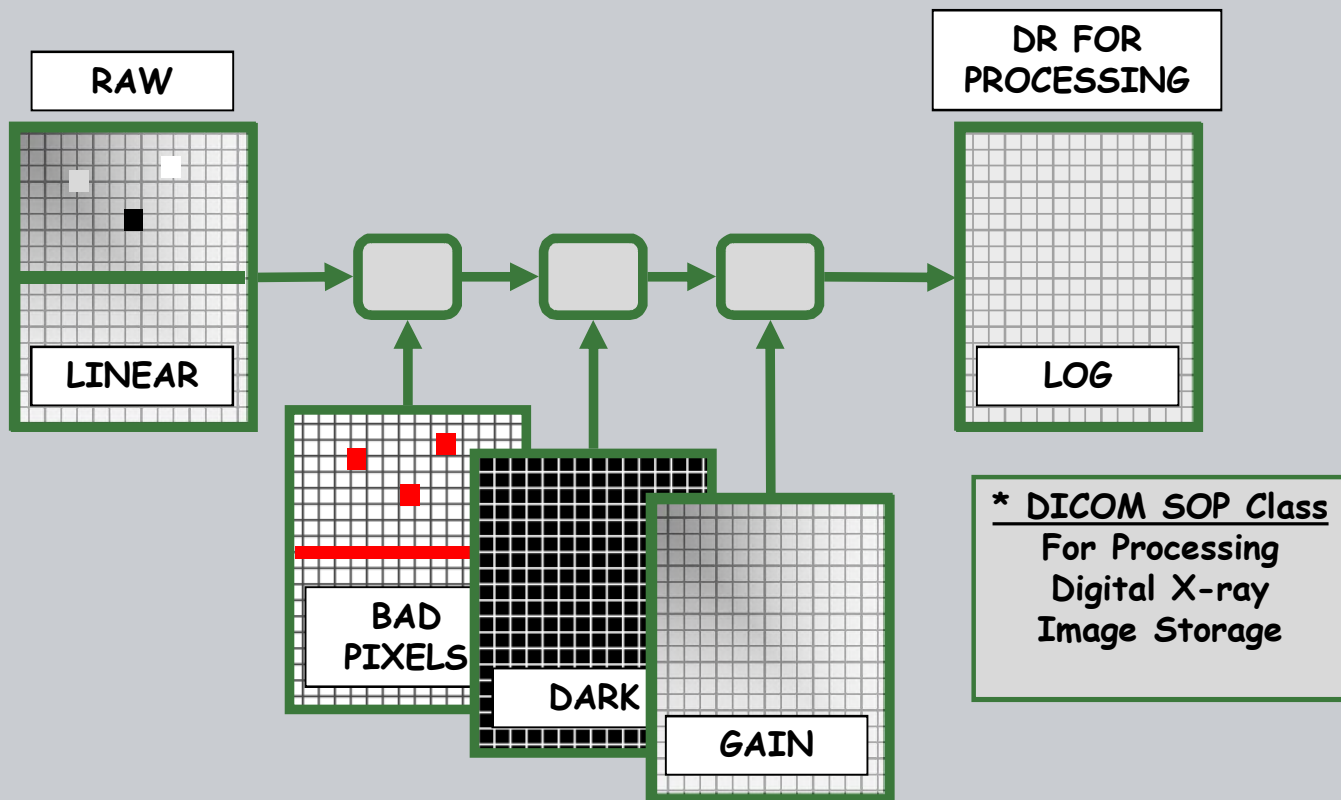 RAW
LINEAR
BAD
PIXELS
DARK
GAIN
DR FOR
PROCESSING
LOG
* DICOM SOP Class
For Processing
Digital X-ray
Image Storage